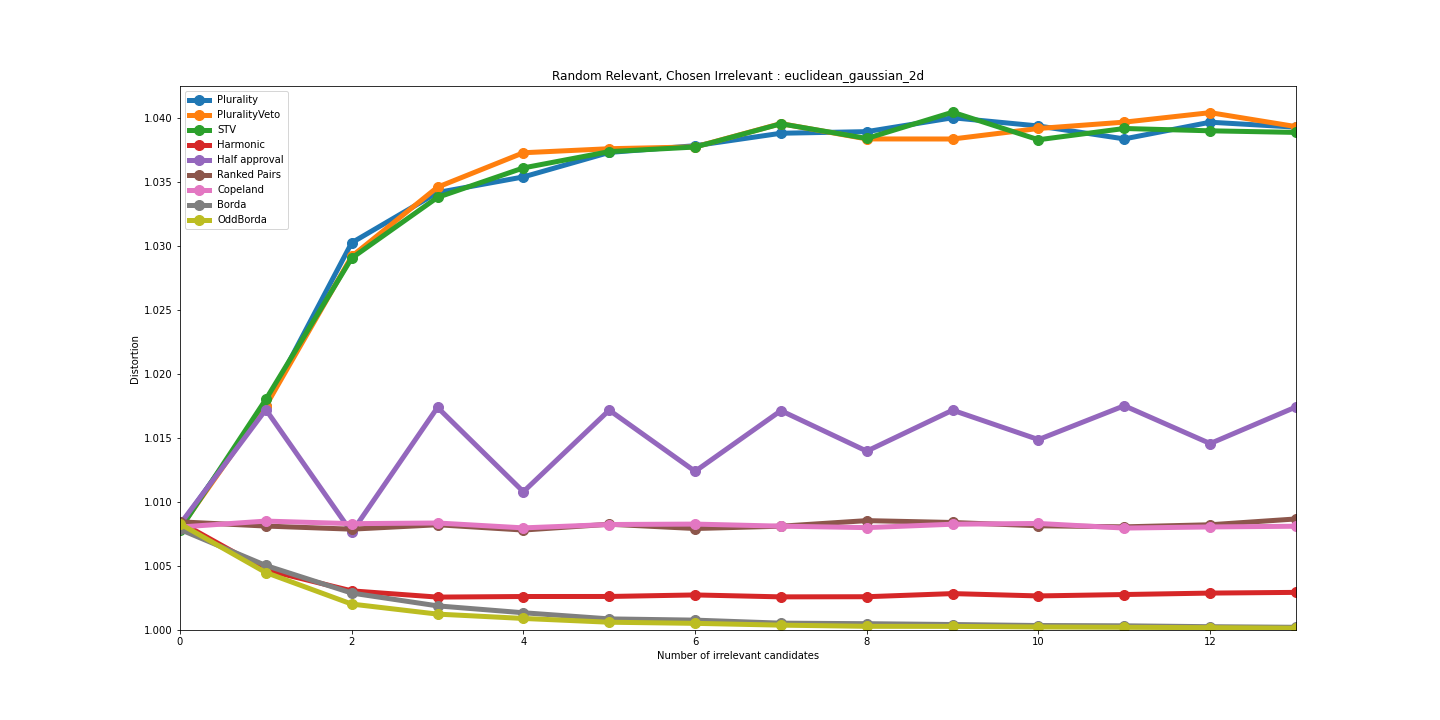 Random Relevant, Chosen Irrelevant : euclidean_gaussian_2d
Plurality
PluralityVeto
STV
Harmonic
Half approval
Ranked Pairs
Copeland
Borda
OddBorda
1.040
1.035
1.030
1.025
1.020
1.015
1.010
1.005
1.000
Distortion
0 2 4 6 8 10 12
Number of irrelevant candidates